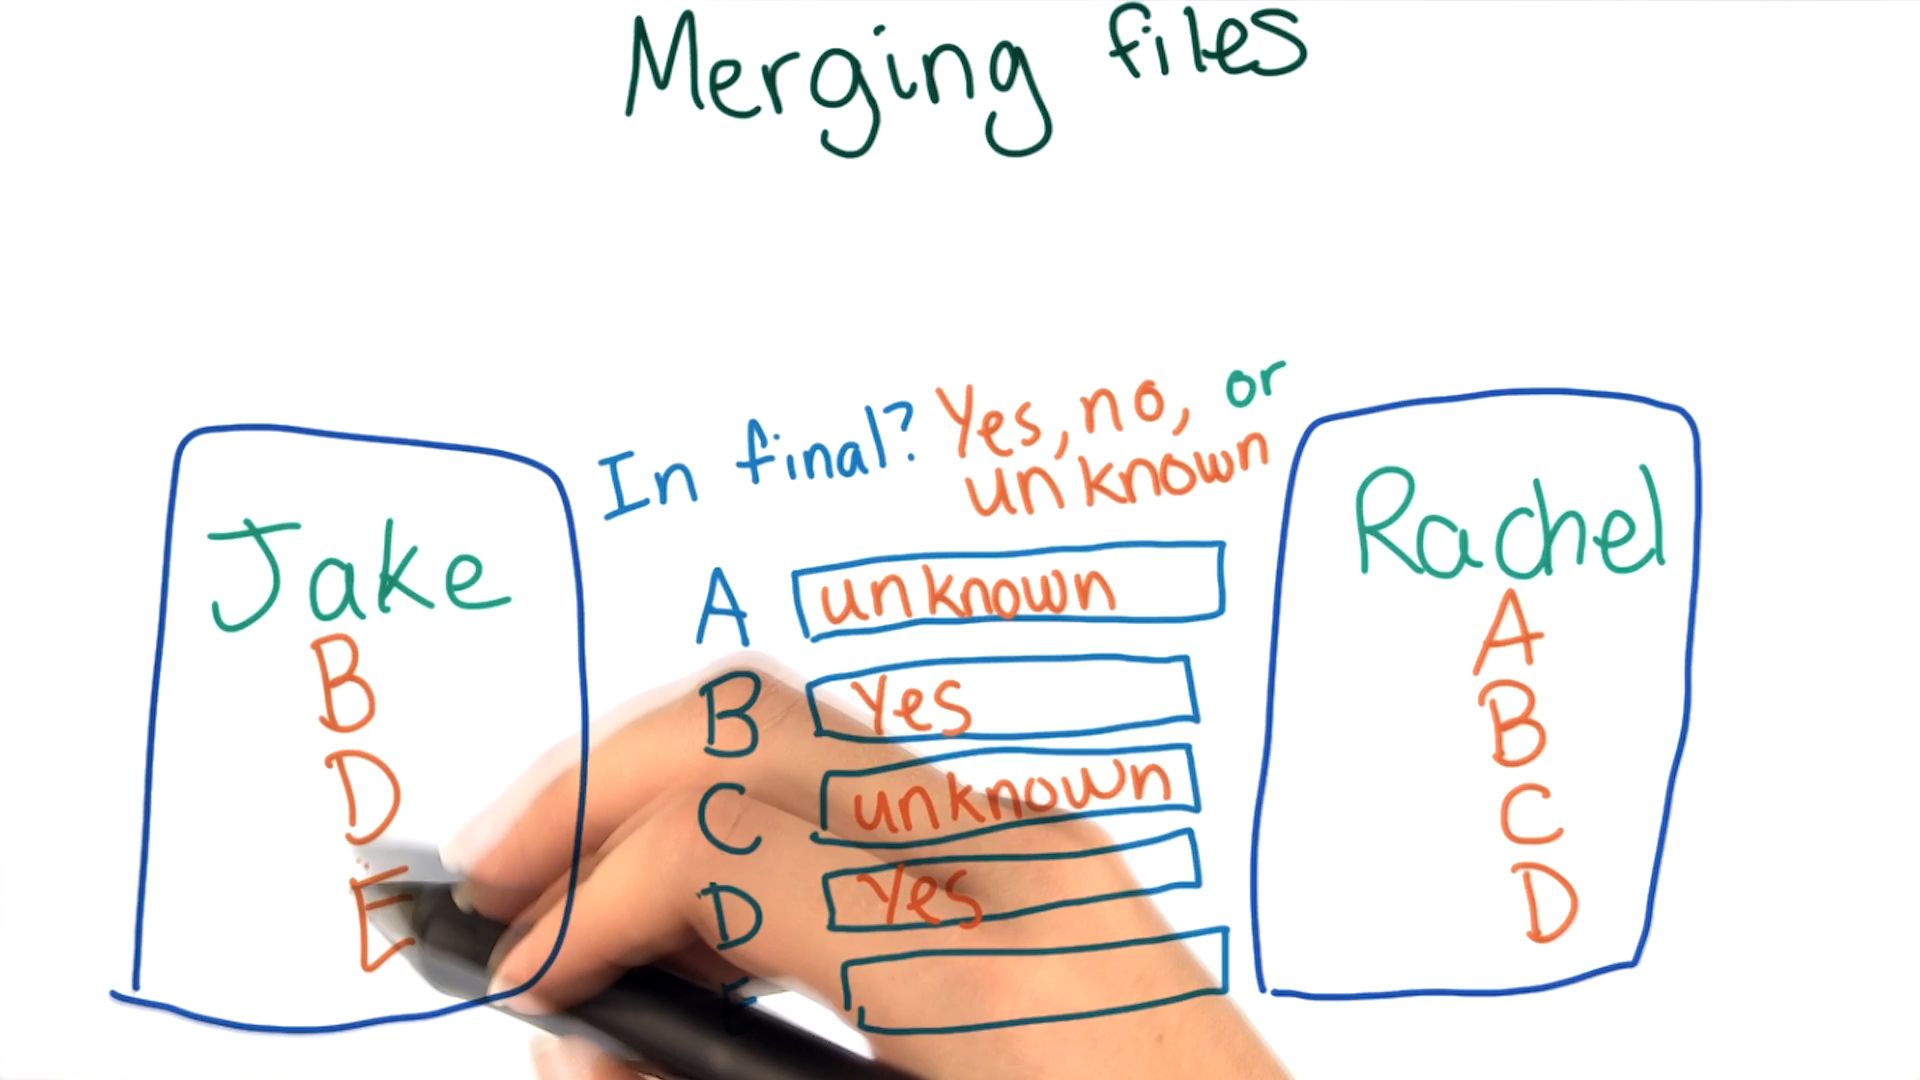 Merging files
In final? Yes, no, or
unknown
Jake
B
D
E
A unknown
B Yes
C unknown
D Yes
E
Rachel
A
B
C
D